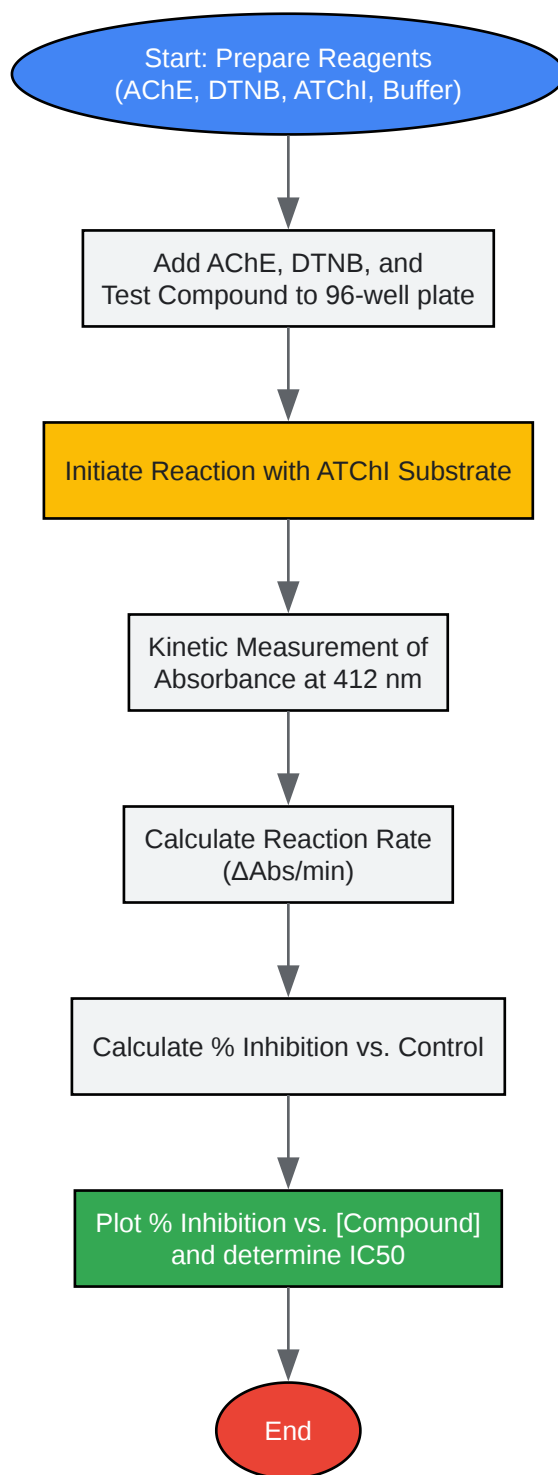 Start: Prepare Reagents
(AChE, DTNB, ATChI, Buffer)
Add AChE, DTNB, and
Test Compound to 96-well plate
Initiate Reaction with ATChI Substrate
Kinetic Measurement of
Absorbance at 412 nm
Calculate Reaction Rate
(ΔAbs/min)
Calculate % Inhibition vs. Control
Plot % Inhibition vs. [Compound]
and determine IC50
End